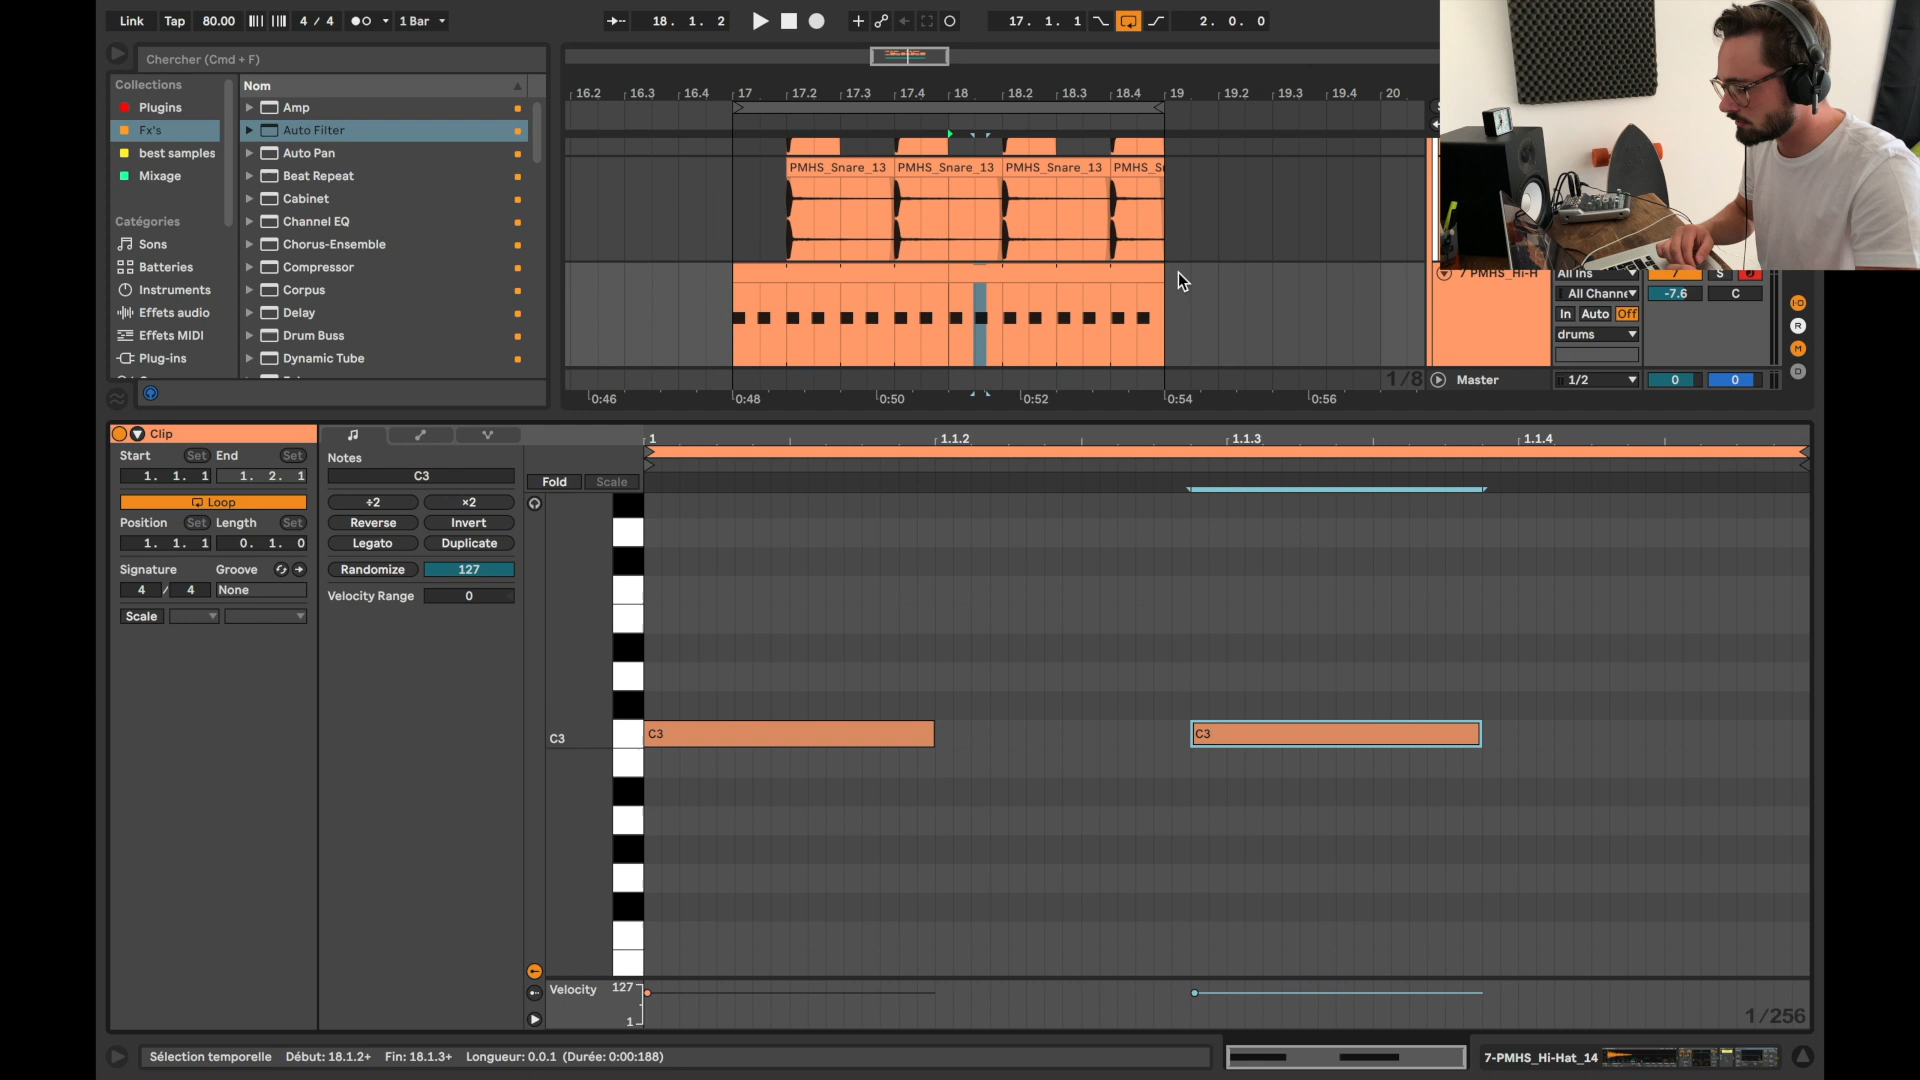 Link Tap 80.00 4 / 4 1 Bar 18. 1. 2 17. 1. 1 2. 0. 0
Chercher (Cmd + F)
Collections
Plugins
Fx's
best samples
Mixage
Catégories
Sons
Batteries
Instruments
Effets audio
Effets MIDI
Plug-ins
Nom
Amp
Auto Filter
Auto Pan
Beat Repeat
Cabinet
Channel EQ
Chorus-Ensemble
Compressor
Corpus
Delay
Drum Buss
Dynamic Tube
16.2 16.3 16.4 17 17.2 17.3 17.4 18 18.2 18.3 18.4 19 19.2 19.3 19.4 20
PMHS_Snare_13 PMHS_Snare_13 PMHS_Snare_13 PMHS_S
7 PMHS_Hi-H All Ins 7 S
All Channe -7.6 C
In Auto Off
drums
I·O
R
M
D
1/8 Master 1/2 0 0
0:46 0:48 0:50 0:52 0:54 0:56
Clip
Start Set End Set
1. 1. 1 1. 2. 1
Loop
Position Set Length Set
1. 1. 1 0. 1. 0
Signature Groove
4 / 4 None
Scale
Notes
C3
÷2 ×2
Reverse Invert
Legato Duplicate
Randomize 127
Velocity Range 0
1 1.1.2 1.1.3 1.1.4
Fold Scale
C3 C3 C3
Velocity 127
1
1/256
Sélection temporelle Début: 18.1.2+ Fin: 18.1.3+ Longueur: 0.0.1 (Durée: 0:00:188)
7-PMHS_Hi-Hat_14